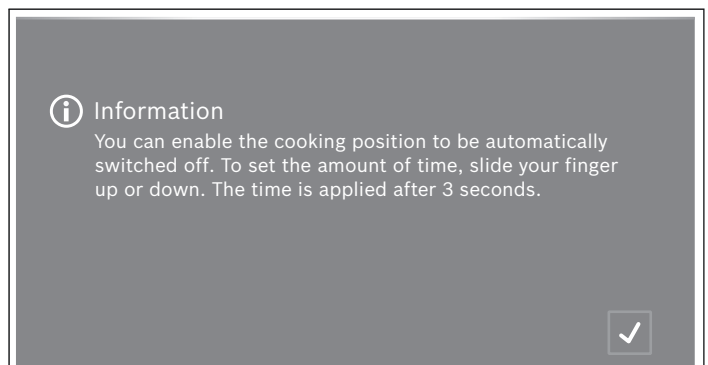 Information
You can enable the cooking position to be automatically
switched off. To set the amount of time, slide your finger
up or down. The time is applied after 3 seconds.